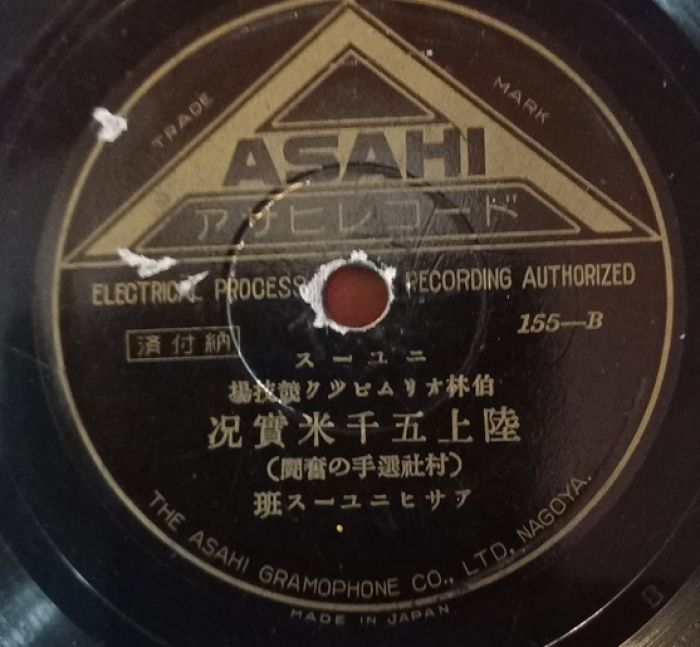 TRADE MARK
ASAHI
アサヒレコード
ELECTRICAL PROCESS RECORDING AUTHORIZED
155—B
納付済
ニユース
伯林オリムピツク競技場
陸上五千米實况
(村社選手の奮鬪)
アサヒニユース班
THE ASAHI GRAMOPHONE CO., LTD, NAGOYA.
MADE IN JAPAN
B